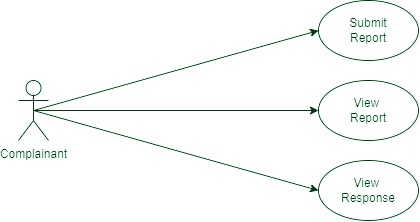 Submit
Report
View
Report
Complainant
View
Response